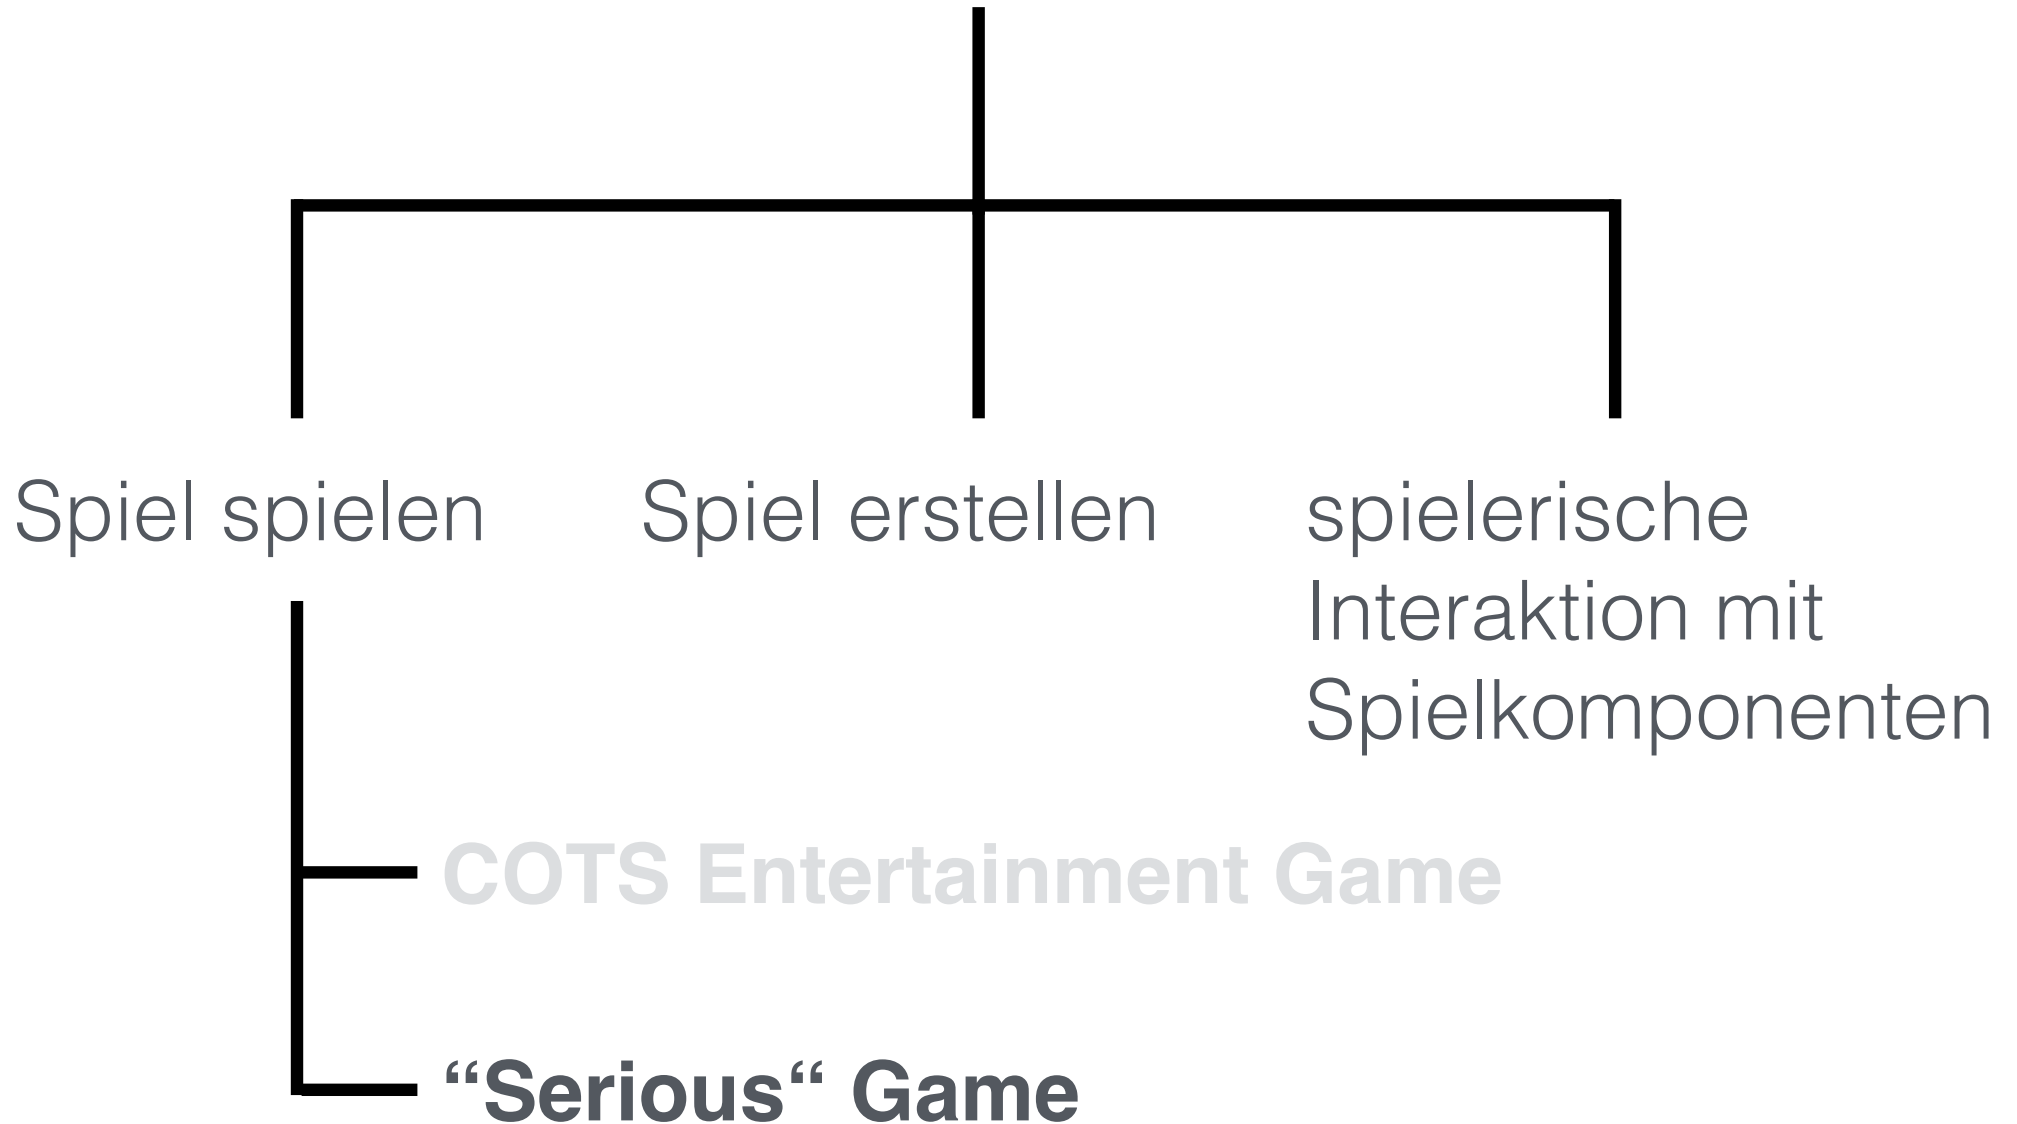 Spiel spielen
Spiel erstellen
spielerische
Interaktion mit
Spielkomponenten
COTS Entertainment Game
“Serious“ Game